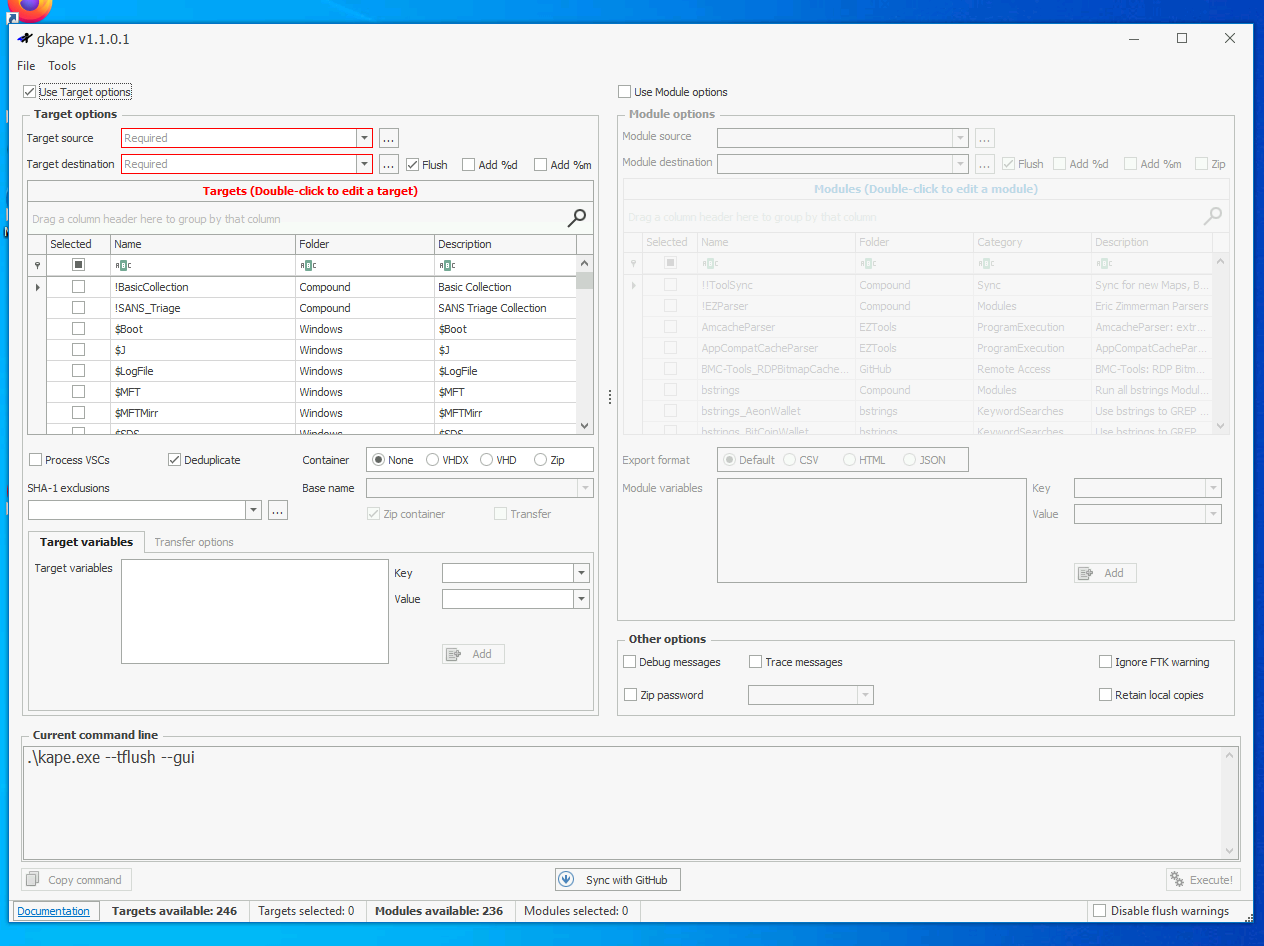 gkape v1.1.0.1
File Tools
Use Target options
Use Module options
Target options
Target source Required ...
Target destination Required ... Flush Add %d Add %m
Targets (Double-click to edit a target)
Drag a column header here to group by that column
Selected Name Folder Description
ABC ABC ABC
!BasicCollection Compound Basic Collection
!SANS_Triage Compound SANS Triage Collection
$Boot Windows $Boot
$J Windows $J
$LogFile Windows $LogFile
$MFT Windows $MFT
$MFTMirr Windows $MFTMirr
$SDS Windows $SDS
Process VSCs Deduplicate Container None VHDX VHD Zip
SHA-1 exclusions Base name
... Zip container Transfer
Target variables Transfer options
Target variables Key
Value
Add
Module options
Module source ...
Module destination ... Flush Add %d Add %m Zip
Modules (Double-click to edit a module)
Drag a column header here to group by that column
Selected Name Folder Category Description
ABC ABC ABC ABC
!!ToolSync Compound Sync Sync for new Maps, B...
!EZParser Compound Modules Eric Zimmerman Parsers
AmcacheParser EZTools ProgramExecution AmcacheParser: extr...
AppCompatCacheParser EZTools ProgramExecution AppCompatCachePar...
BMC-Tools_RDPBitmapCache... GitHub Remote Access BMC-Tools: RDP Bitm...
bstrings Compound Modules Run all bstrings Modul...
bstrings_AeonWallet bstrings KeywordSearches Use bstrings to GREP ...
bstrings_BitCoinWallet bstrings KeywordSearches Use bstrings to GREP ...
Export format Default CSV HTML JSON
Module variables Key
Value
Add
Other options
Debug messages Trace messages Ignore FTK warning
Zip password Retain local copies
Current command line
.\kape.exe --tflush --gui
Copy command Sync with GitHub Execute!
Documentation Targets available: 246 Targets selected: 0 Modules available: 236 Modules selected: 0 Disable flush warnings